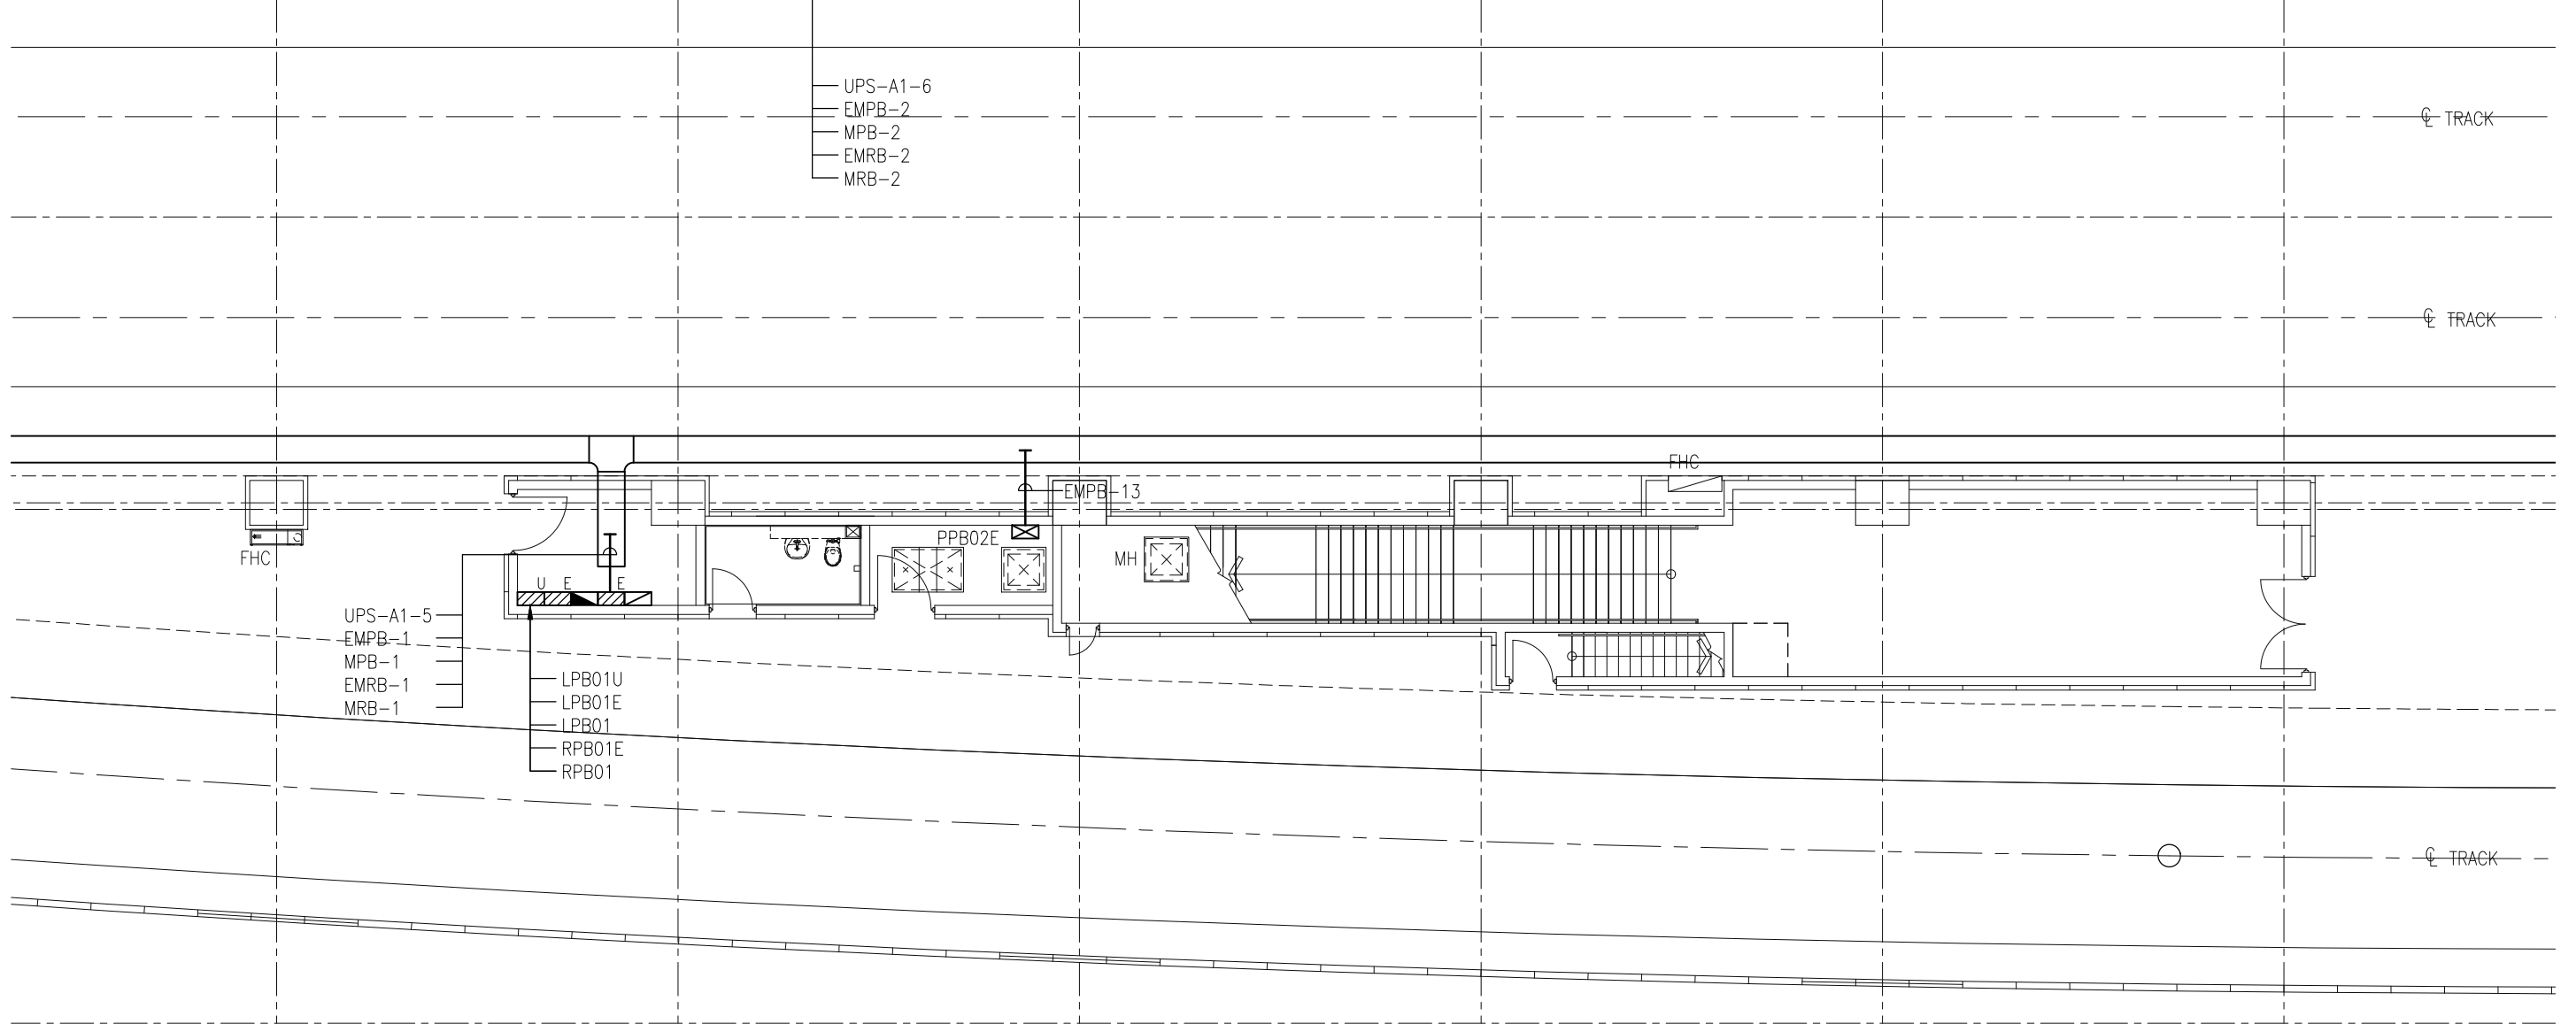 UPS-A1-6
EMPB-2
MPB-2
EMRB-2
MRB-2
℄ TRACK
℄ TRACK
FHC
EMPB-13
PPB02E
FHC
MH
U E E
UPS-A1-5
EMPB-1
MPB-1
EMRB-1
MRB-1
LPB01U
LPB01E
LPB01
RPB01E
RPB01
℄ TRACK